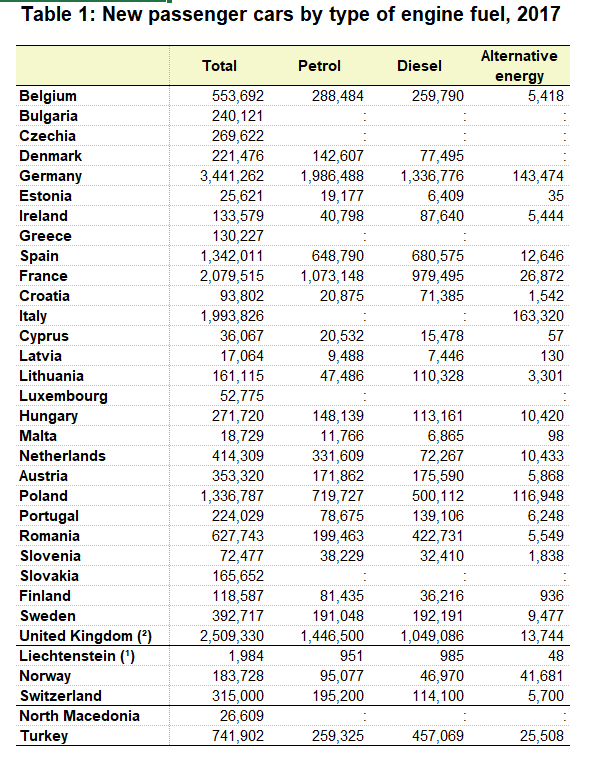 Table 1: New passenger cars by type of engine fuel, 2017
Total Petrol Diesel Alternative energy
Belgium 553,692 288,484 259,790 5,418
Bulgaria 240,121 : : :
Czechia 269,622 : : :
Denmark 221,476 142,607 77,495 :
Germany 3,441,262 1,986,488 1,336,776 143,474
Estonia 25,621 19,177 6,409 35
Ireland 133,579 40,798 87,640 5,444
Greece 130,227 : :
Spain 1,342,011 648,790 680,575 12,646
France 2,079,515 1,073,148 979,495 26,872
Croatia 93,802 20,875 71,385 1,542
Italy 1,993,826 : : 163,320
Cyprus 36,067 20,532 15,478 57
Latvia 17,064 9,488 7,446 130
Lithuania 161,115 47,486 110,328 3,301
Luxembourg 52,775 : :
Hungary 271,720 148,139 113,161 10,420
Malta 18,729 11,766 6,865 98
Netherlands 414,309 331,609 72,267 10,433
Austria 353,320 171,862 175,590 5,868
Poland 1,336,787 719,727 500,112 116,948
Portugal 224,029 78,675 139,106 6,248
Romania 627,743 199,463 422,731 5,549
Slovenia 72,477 38,229 32,410 1,838
Slovakia 165,652 : : :
Finland 118,587 81,435 36,216 936
Sweden 392,717 191,048 192,191 9,477
United Kingdom (²) 2,509,330 1,446,500 1,049,086 13,744
Liechtenstein (¹) 1,984 951 985 48
Norway 183,728 95,077 46,970 41,681
Switzerland 315,000 195,200 114,100 5,700
North Macedonia 26,609 : : :
Turkey 741,902 259,325 457,069 25,508